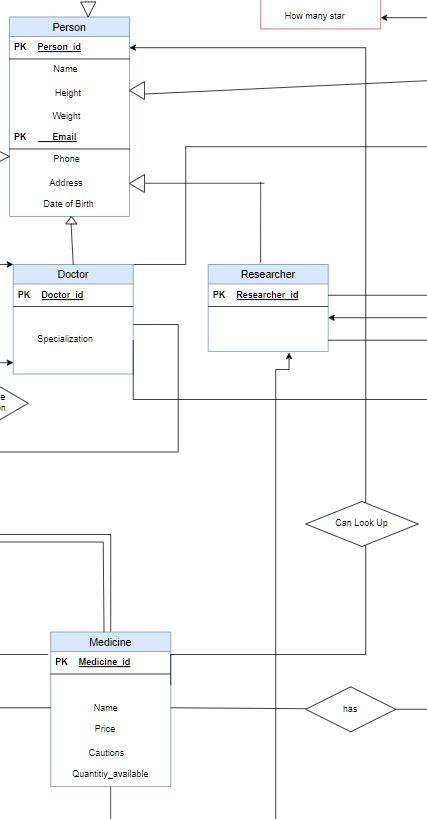 How many star
Person
PK Person_id
Name
Height
Weight
PK Email
Phone
Address
Date of Birth
Doctor
PK Doctor_id
Specialization
Researcher
PK Researcher_id
e
on
Can Look Up
Medicine
PK Medicine_id
Name
Price
Cautions
Quantitiy_available
has